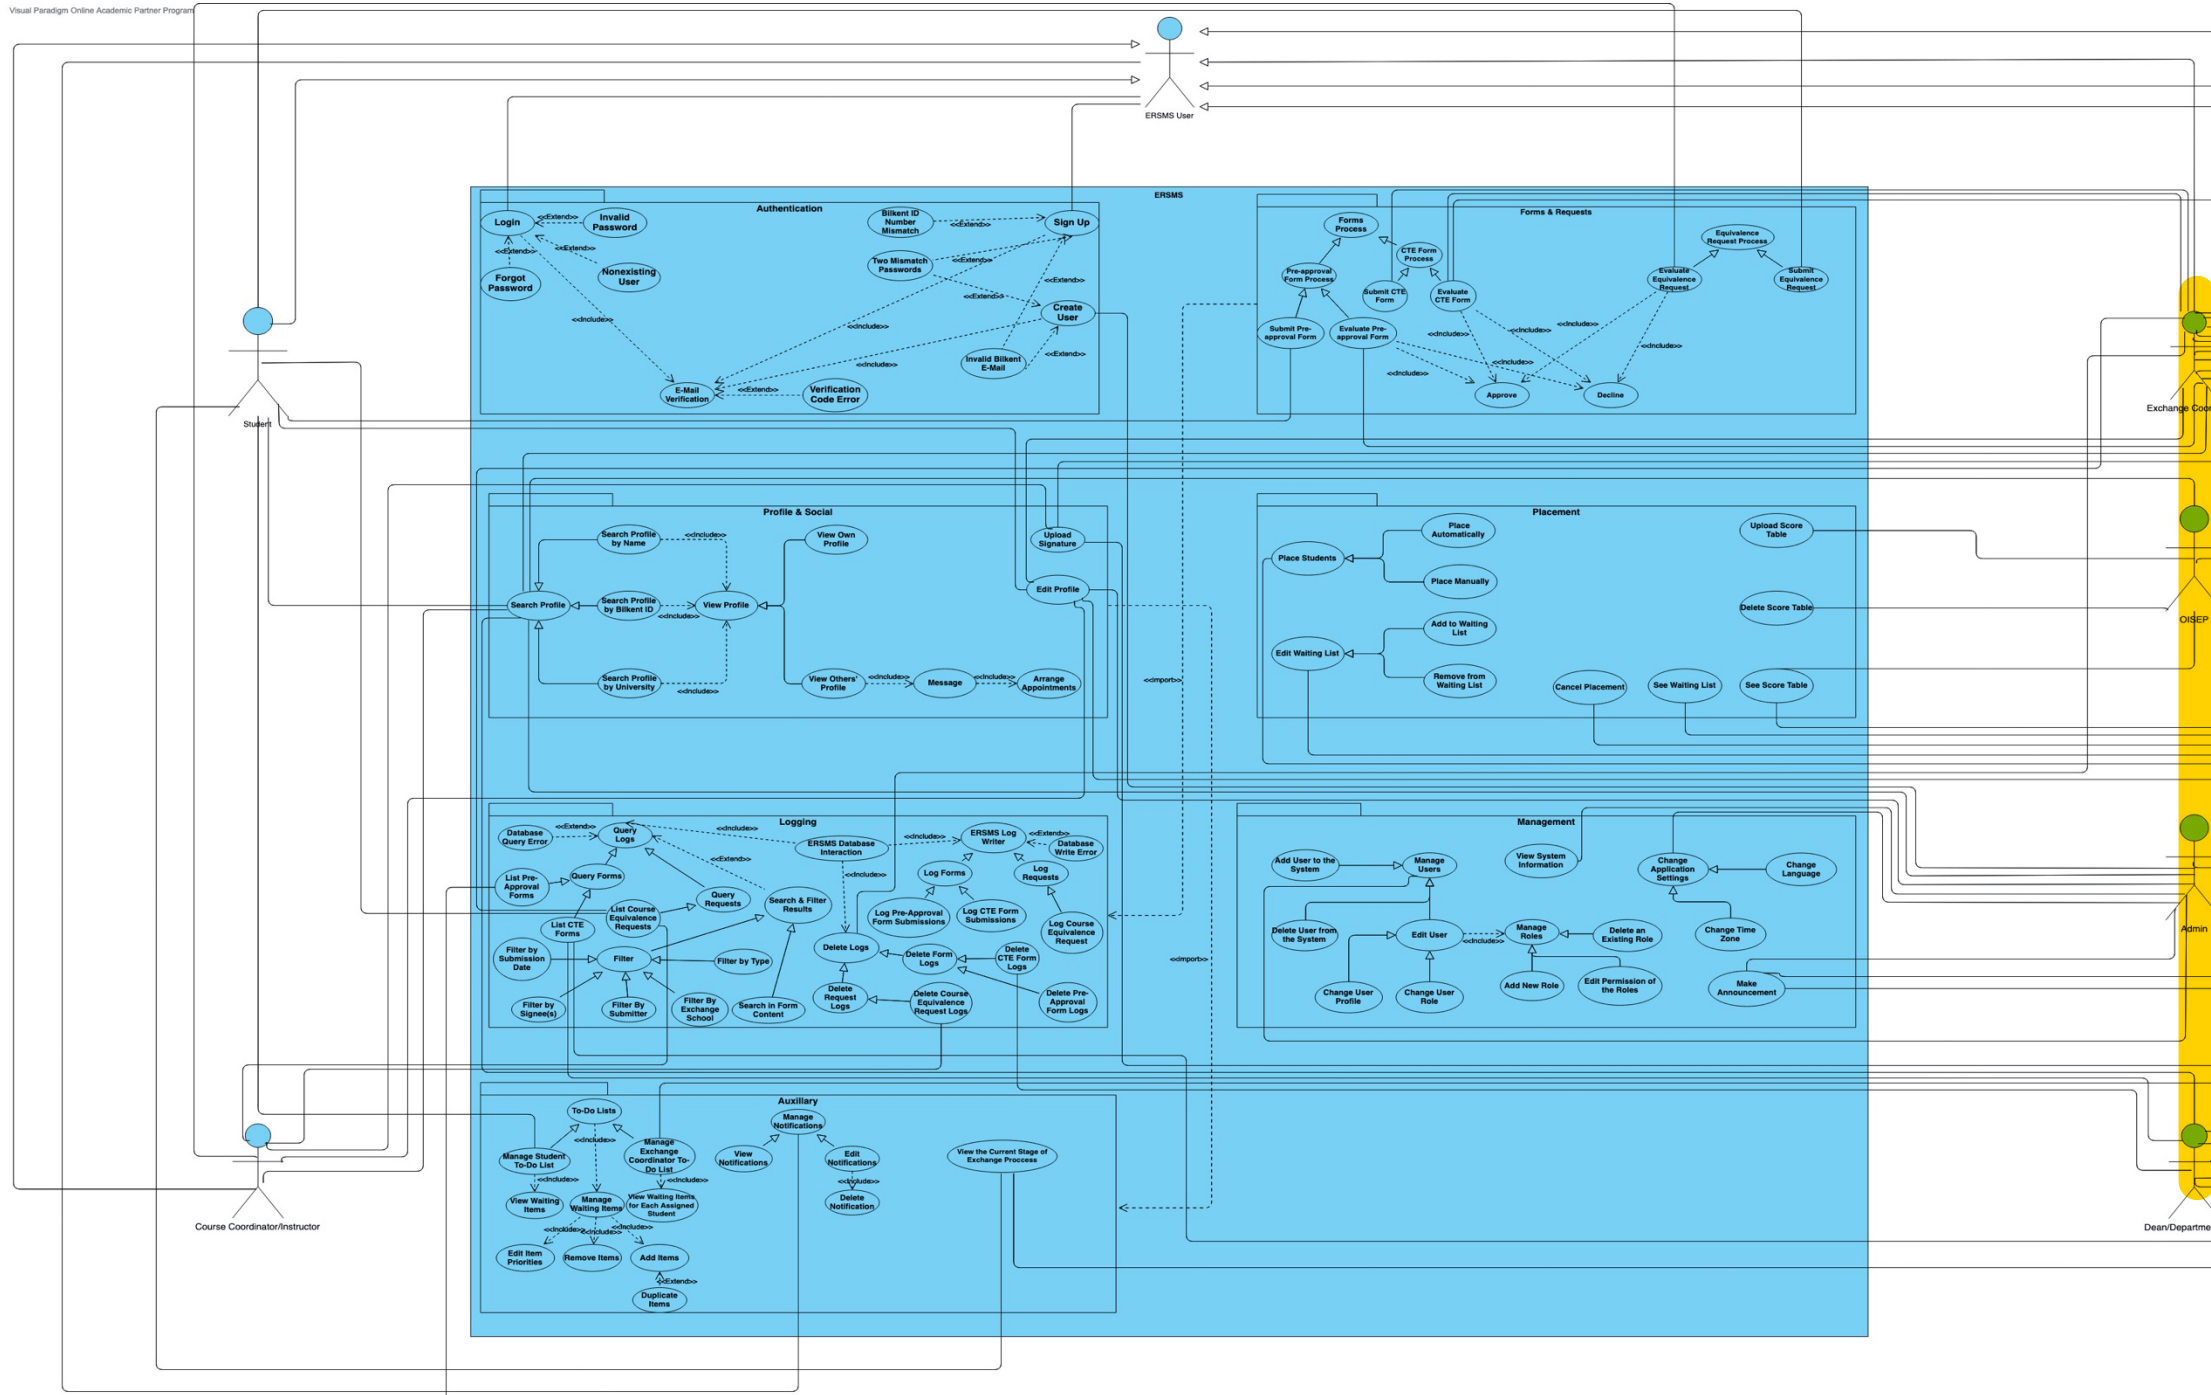 Visual Paradigm Online Academic Partner Program
ERSMS User
ERSMS
Authentication
Login
<<Extend>>
Invalid
Password
<<Extend>>
<<Extend>>
Forgot
Password
Nonexisting
User
<<Include>>
Bilkent ID
Number
Mismatch
<<Extend>>
Sign Up
Two Mismatch
Passwords
<<Extend>>
<<Extend>>
<<Extend>>
Create
User
<<Include>>
<<Extend>>
Invalid Bilkent
E-Mail
<<Include>>
E-Mail
Verification
<<Extend>>
Verification
Code Error
Forms & Requests
Forms
Process
CTE Form
Process
Equivalence
Request Process
Pre-approval
Form Process
Submit CTE
Form
Evaluate
CTE Form
Evaluate
Equivalence
Request
Submit
Equivalence
Request
Submit Pre-
approval Form
Evaluate Pre-
approval Form
<<Include>>
<<Include>>
<<Include>>
<<Include>>
<<Include>>
<<Include>>
Approve
Decline
Student
Exchange Coor
Profile & Social
Search Profile
by Name
<<Include>>
View Own
Profile
Upload
Signature
Edit Profile
Search Profile
Search Profile
by Bilkent ID
<<Include>>
View Profile
Search Profile
by University
<<Include>>
View Others'
Profile
<<Include>>
Message
<<Include>>
Arrange
Appointments
<<import>>
Placement
Place
Automatically
Upload Score
Table
Place Students
Place Manually
Delete Score Table
Add to Waiting
List
Edit Waiting List
Remove from
Waiting List
Cancel Placement
See Waiting List
See Score Table
OISEP
Logging
Database
Query Error
<<Extend>>
Query
Logs
<<Include>>
ERSMS Database
Interaction
<<Include>>
ERSMS Log
Writer
<<Extend>>
Database
Write Error
<<Extend>>
<<Include>>
List Pre-
Approval
Forms
Query Forms
Query
Requests
Search & Filter
Results
Log Forms
Log
Requests
List CTE
Forms
List Course
Equivalence
Requests
Log Pre-Approval
Form Submissions
Log CTE Form
Submissions
Log Course
Equivalence
Request
Filter by
Submission
Date
Filter
Filter by Type
Delete Logs
Delete Form
Logs
Delete
CTE Form
Logs
Filter by
Signee(s)
Filter By
Submitter
Filter By
Exchange
School
Search in Form
Content
Delete
Request
Logs
Delete Course
Equivalence
Request Logs
Delete Pre-
Approval
Form Logs
<<import>>
Management
Add User to the
System
Manage
Users
View System
Information
Change
Application
Settings
Change
Language
Delete User from
the System
Edit User
<<Include>>
Manage
Roles
Delete an
Existing Role
Change Time
Zone
Change User
Profile
Change User
Role
Add New Role
Edit Permission of
the Roles
Make
Announcement
Admin
Auxillary
To-Do Lists
<<Include>>
Manage Student
To-Do List
Manage
Exchange
Coordinator To-
Do List
<<Include>>
<<Include>>
View Waiting
Items
Manage
Waiting Items
View Waiting Items
for Each Assigned
Student
<<Include>>
<<Include>>
<<Include>>
Edit Item
Priorities
Remove Items
Add Items
<<Extend>>
Duplicate
Items
Manage
Notifications
View
Notifications
Edit
Notifications
<<Include>>
Delete
Notification
View the Current Stage of
Exchange Proccess
Course Coordinator/Instructor
Dean/Departme